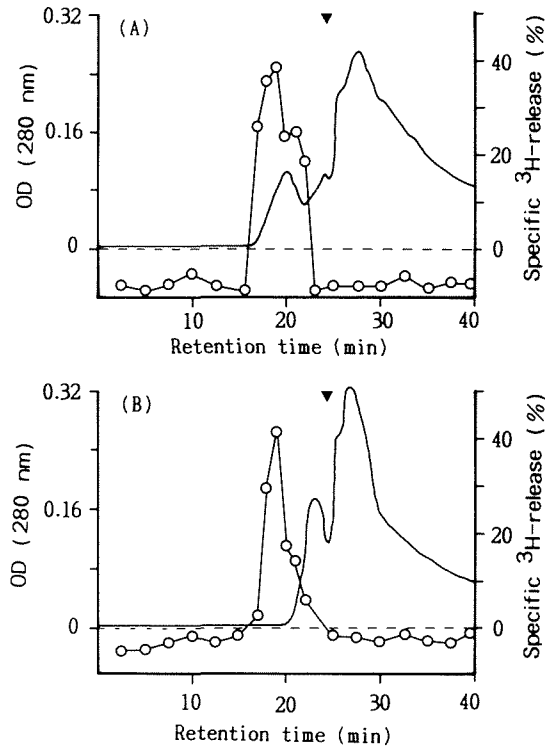 (A)
0.32
0.16
0
OD (280 nm)
40
20
0
Specific ³H-release (%)
10 20 30 40
Retention time (min)
(B)
0.32
0.16
0
OD (280 nm)
40
20
0
Specific ³H-release (%)
10 20 30 40
Retention time (min)